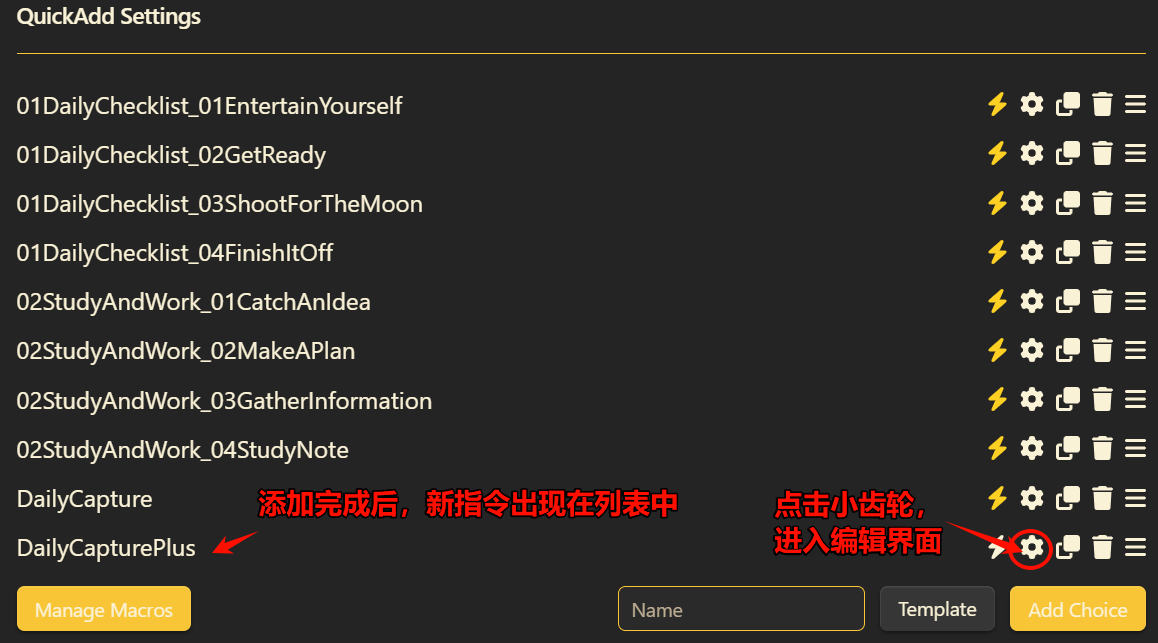 QuickAdd Settings
01DailyChecklist_01EntertainYourself
01DailyChecklist_02GetReady
01DailyChecklist_03ShootForTheMoon
01DailyChecklist_04FinishItOff
02StudyAndWork_01CatchAnIdea
02StudyAndWork_02MakeAPlan
02StudyAndWork_03GatherInformation
02StudyAndWork_04StudyNote
DailyCapture
添加完成后，新指令出现在列表中
点击小齿轮，
进入编辑界面
DailyCapturePlus
Manage Macros
Name
Template
Add Choice